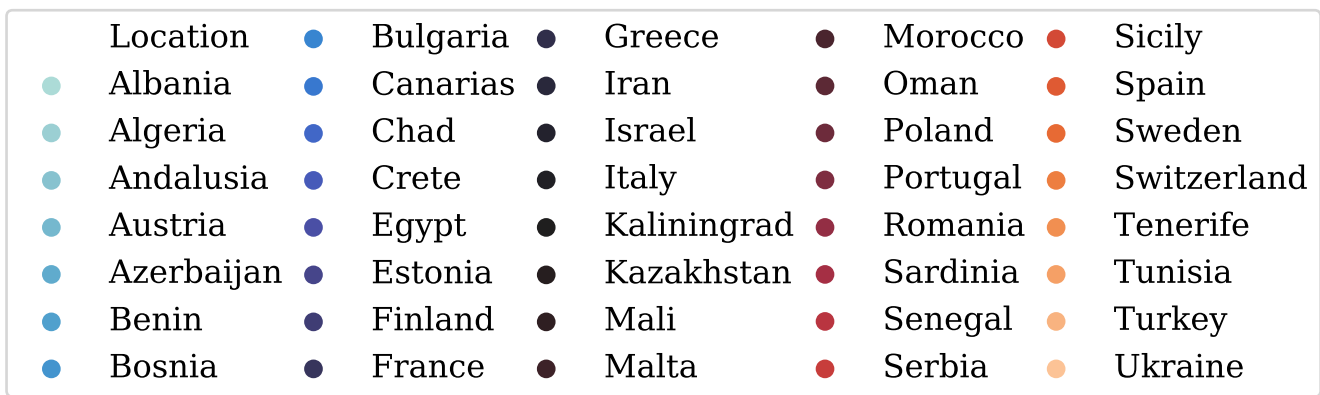 Location
Albania
Algeria
Andalusia
Austria
Azerbaijan
Benin
Bosnia
Bulgaria
Canarias
Chad
Crete
Egypt
Estonia
Finland
France
Greece
Iran
Israel
Italy
Kaliningrad
Kazakhstan
Mali
Malta
Morocco
Oman
Poland
Portugal
Romania
Sardinia
Senegal
Serbia
Sicily
Spain
Sweden
Switzerland
Tenerife
Tunisia
Turkey
Ukraine